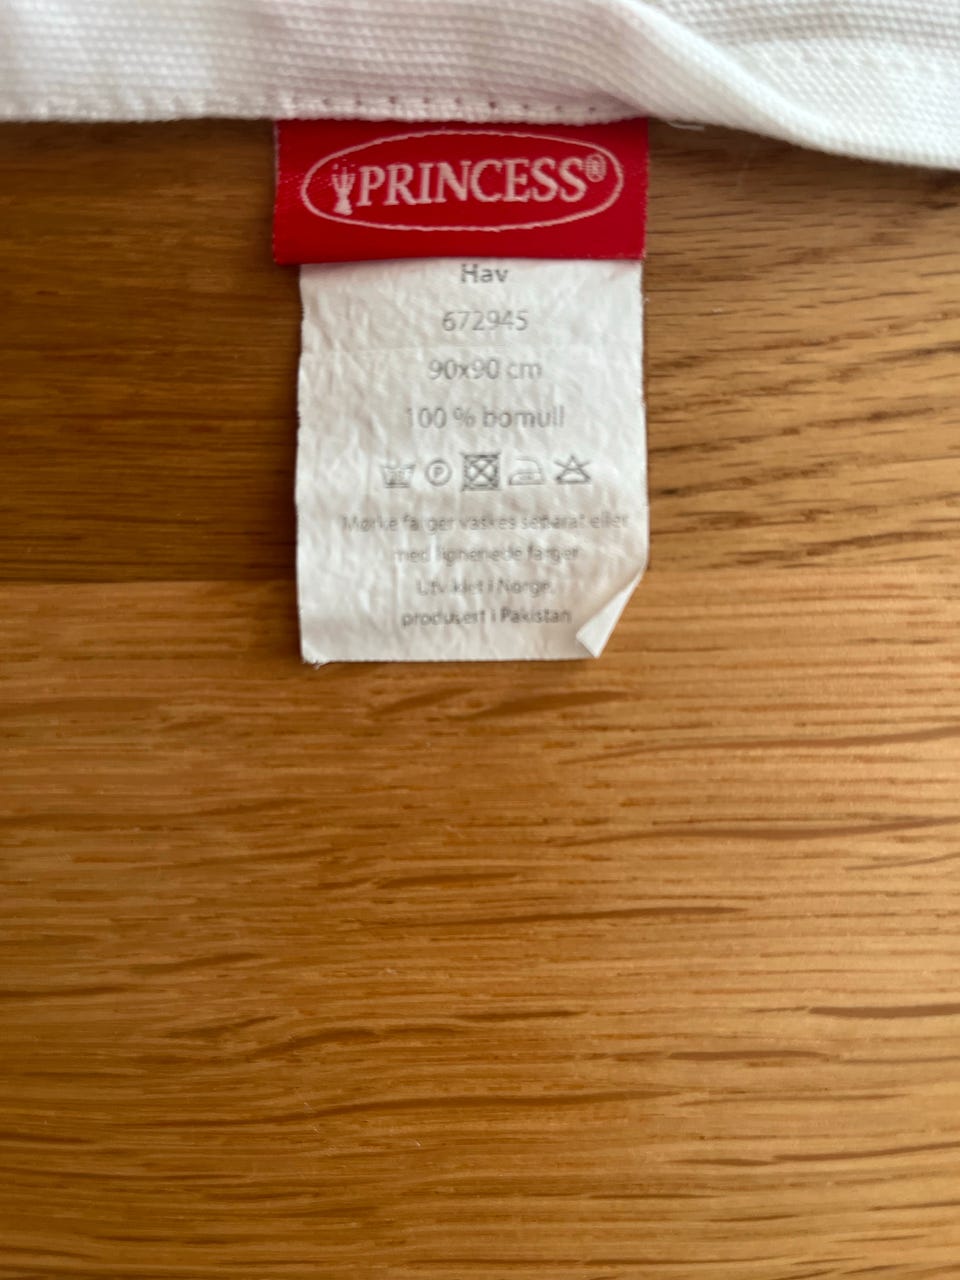 PRINCESS®
Hav
672945
90x90 cm
100 % bomull
P
Mørke farger vaskes separat eller
med lignende farger
Utviklet i Norge,
produsert i Pakistan